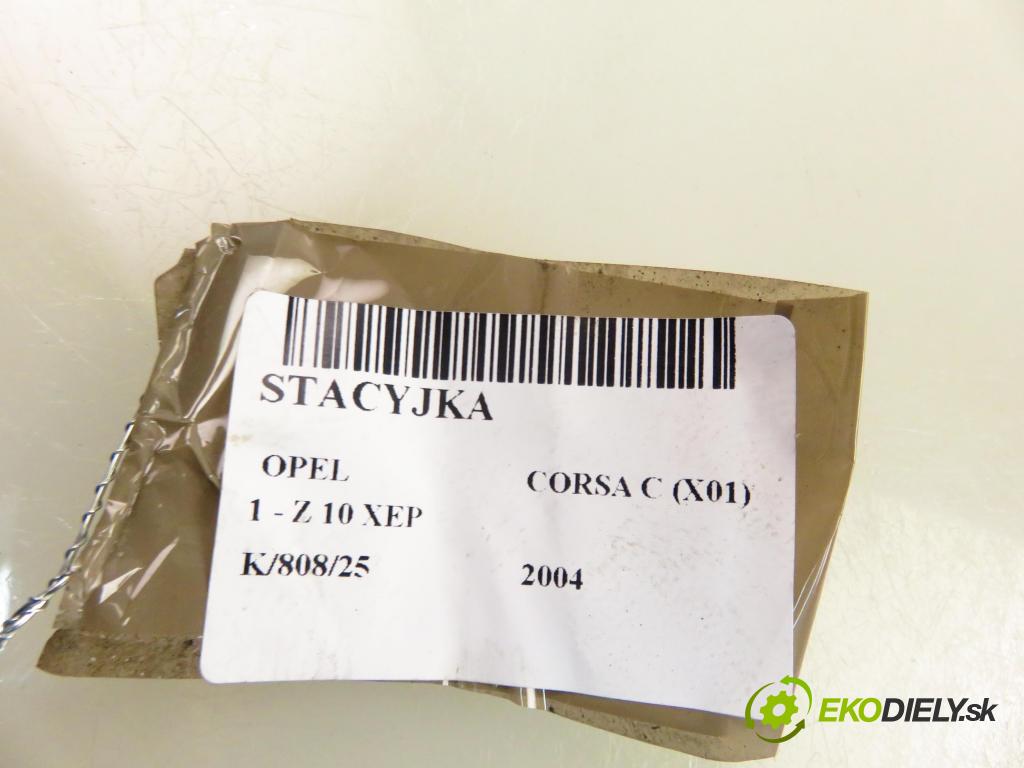 STACYJKA
OPEL CORSA C (X01)
1 - Z 10 XEP
K/808/25 2004
EKODIELY.sk